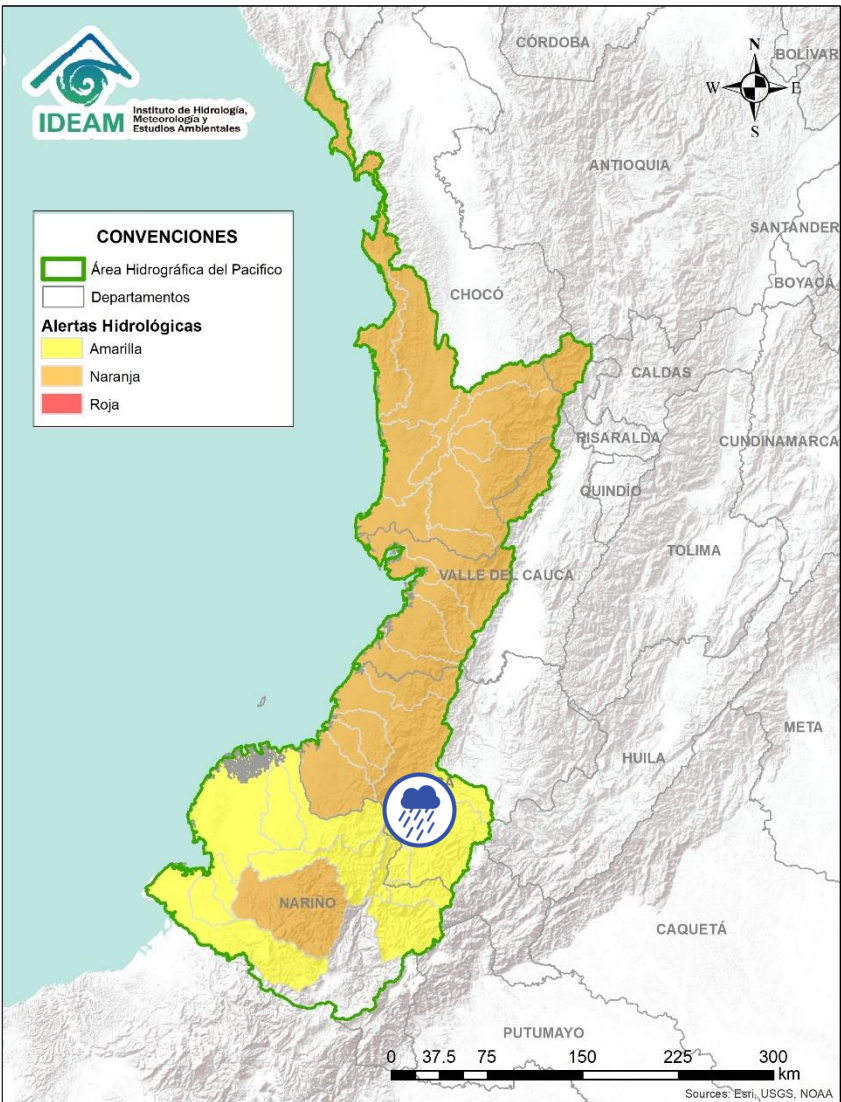 IDEAM
Instituto de Hidrología,
Meteorología y
Estudios Ambientales
CÓRDOBA
BOLÍVAR
N
W
E
S
ANTIOQUIA
SANTANDER
BOYACÁ
CONVENCIONES
Área Hidrográfica del Pacifico
Departamentos
Alertas Hidrológicas
Amarilla
Naranja
Roja
CHOCÓ
CALDAS
RISARALDA
CUNDINAMARCA
QUINDÍO
TOLIMA
VALLE DEL CAUCA
META
HUILA
NARIÑO
CAQUETÁ
PUTUMAYO
0 37.5 75 150 225 300
km
Sources: Esri, USGS, NOAA